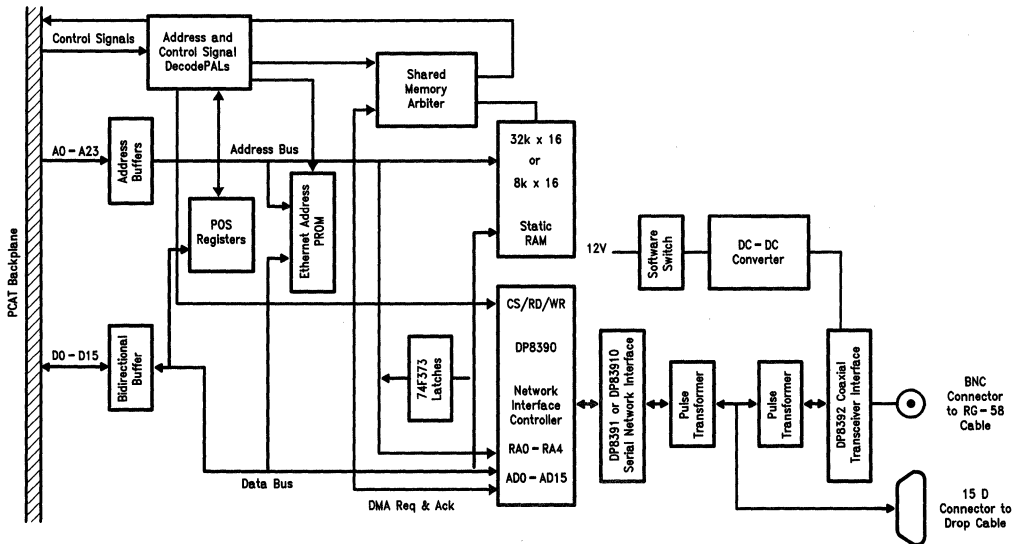 Control Signals
Address and
Control Signal
DecodePALs
Shared
Memory
Arbiter
A0-A23
Address
Buffers
Address Bus
POS
Registers
Ethernet Address
PROM
32k x 16
or
8k x 16
Static
RAM
12V
Software
Switch
DC-DC
Converter
PCAT Backplane
D0-D15
Bidirectional
Buffer
74F373
Latches
CS/RD/WR
DP8390
Network
Interface
Controller
RA0-RA4
AD0-AD15
DP8391 or DP83910
Serial Network Interface
Pulse
Transformer
Pulse
Transformer
DP8392 Coaxial
Transceiver Interface
BNC
Connector
to RG-58
Cable
Data Bus
DMA Req & Ack
15 D
Connector to
Drop Cable